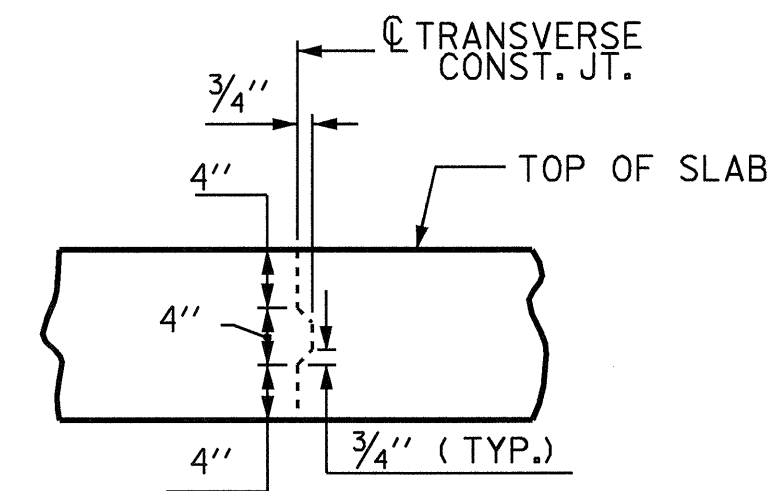 ℄ TRANSVERSE
CONST. JT.
3/4"
4"
TOP OF SLAB
4"
4"
3/4" (TYP.)